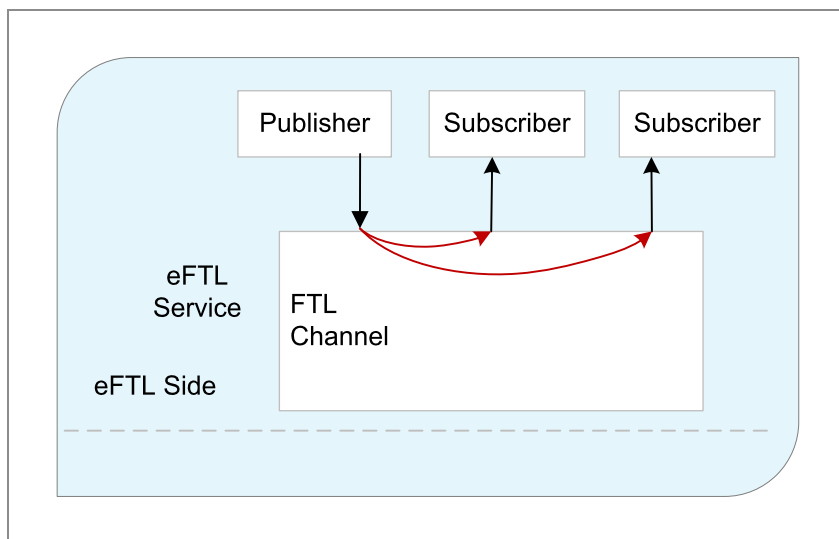 Publisher
Subscriber
Subscriber
eFTL
Service
FTL
Channel
eFTL Side